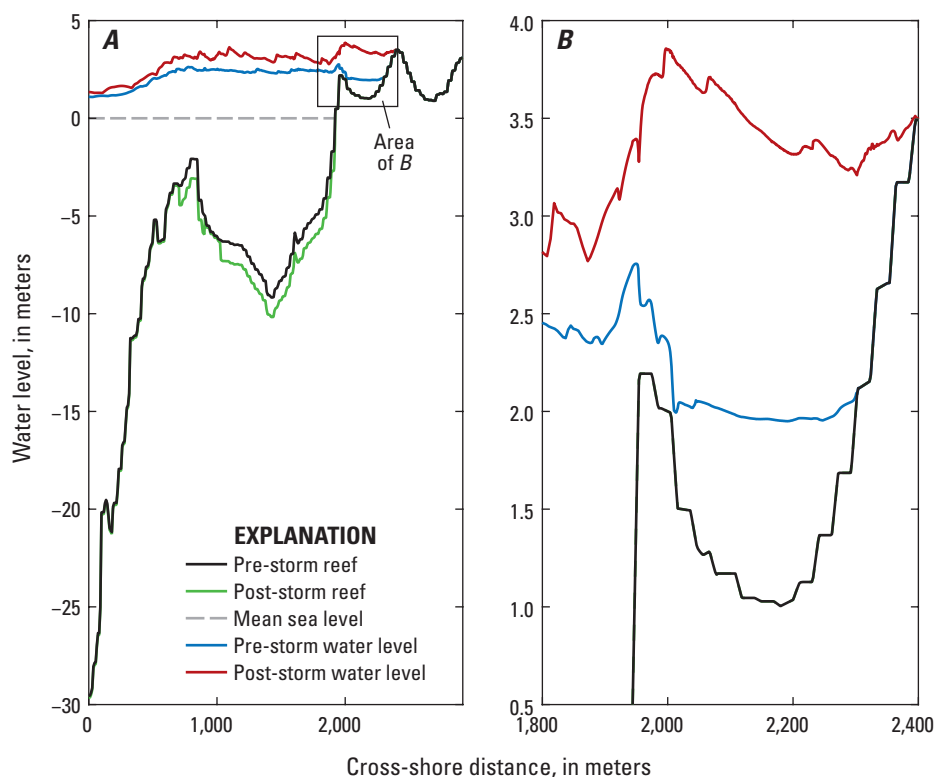 A
B
Water level, in meters
5
0
−5
−10
−15
−20
−25
−30
0
1,000
2,000
Area
of B
EXPLANATION
Pre-storm reef
Post-storm reef
Mean sea level
Pre-storm water level
Post-storm water level
4.0
3.5
3.0
2.5
2.0
1.5
1.0
0.5
1,800
2,000
2,200
2,400
Cross-shore distance, in meters